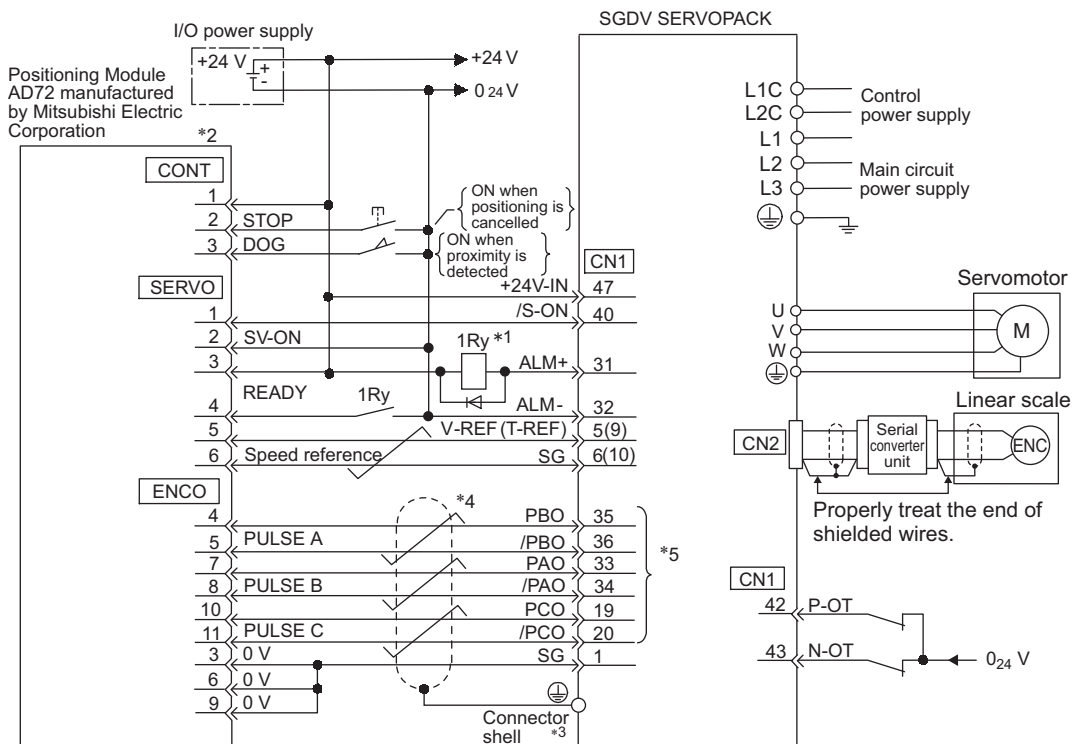 SGDV SERVOPACK
I/O power supply
+24 V
+
-
+24 V
0 24 V
Positioning Module
AD72 manufactured
by Mitsubishi Electric
Corporation
*2
CONT
1
2 STOP
3 DOG
ON when
positioning is
cancelled
ON when
proximity is
detected
SERVO
1
2 SV-ON
3
READY
4
5
6 Speed reference
1Ry *1
1Ry
CN1
+24V-IN 47
/S-ON 40
ALM+ 31
ALM- 32
V-REF (T-REF) 5(9)
SG 6(10)
ENCO
*4
4 PBO 35
5 PULSE A /PBO 36
7 PAO 33
8 PULSE B /PAO 34
10 PCO 19
11 PULSE C /PCO 20
3 0 V SG 1
6 0 V
9 0 V
*5
Connector
shell *3
L1C
L2C
Control
power supply
L1
L2
L3
Main circuit
power supply
Servomotor
U
V
W
M
Linear scale
CN2
Serial
converter
unit
ENC
Properly treat the end of
shielded wires.
CN1
42 P-OT
43 N-OT
024 V